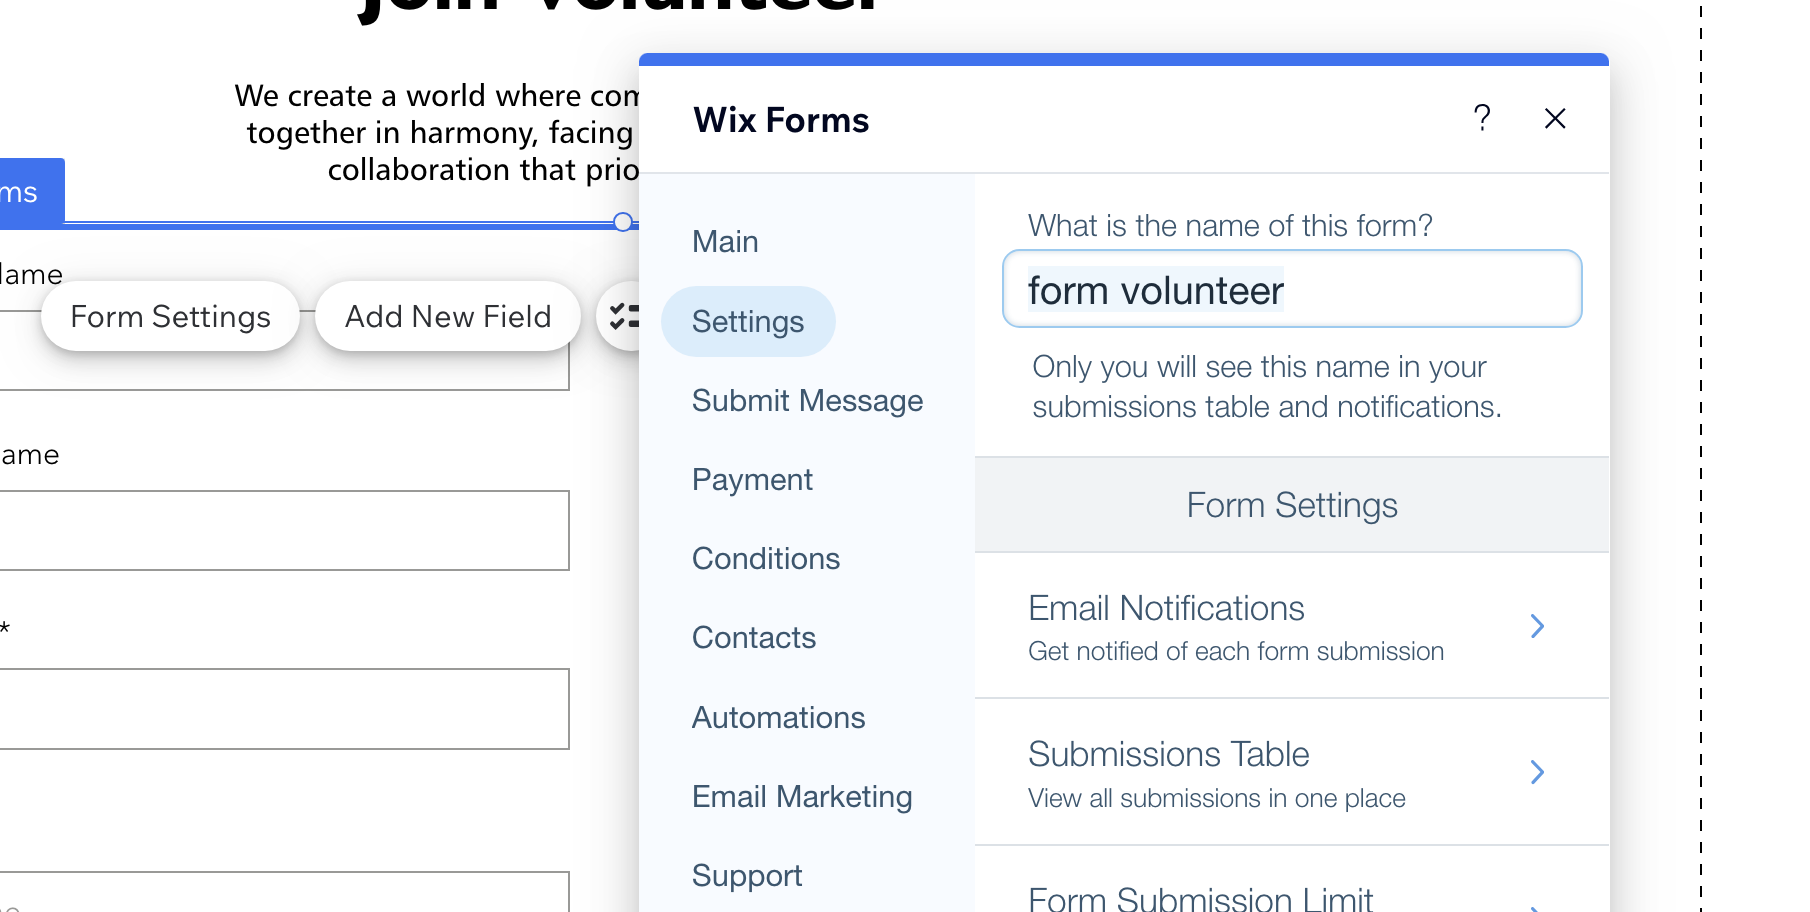 join volunteer
We create a world where com
together in harmony, facing
collaboration that prio
ms
Name
Form Settings
Add New Field
ame
*
Wix Forms
?
Main
Settings
Submit Message
Payment
Conditions
Contacts
Automations
Email Marketing
Support
What is the name of this form?
form volunteer
Only you will see this name in your
submissions table and notifications.
Form Settings
Email Notifications
Get notified of each form submission
Submissions Table
View all submissions in one place
Form Submission Limit